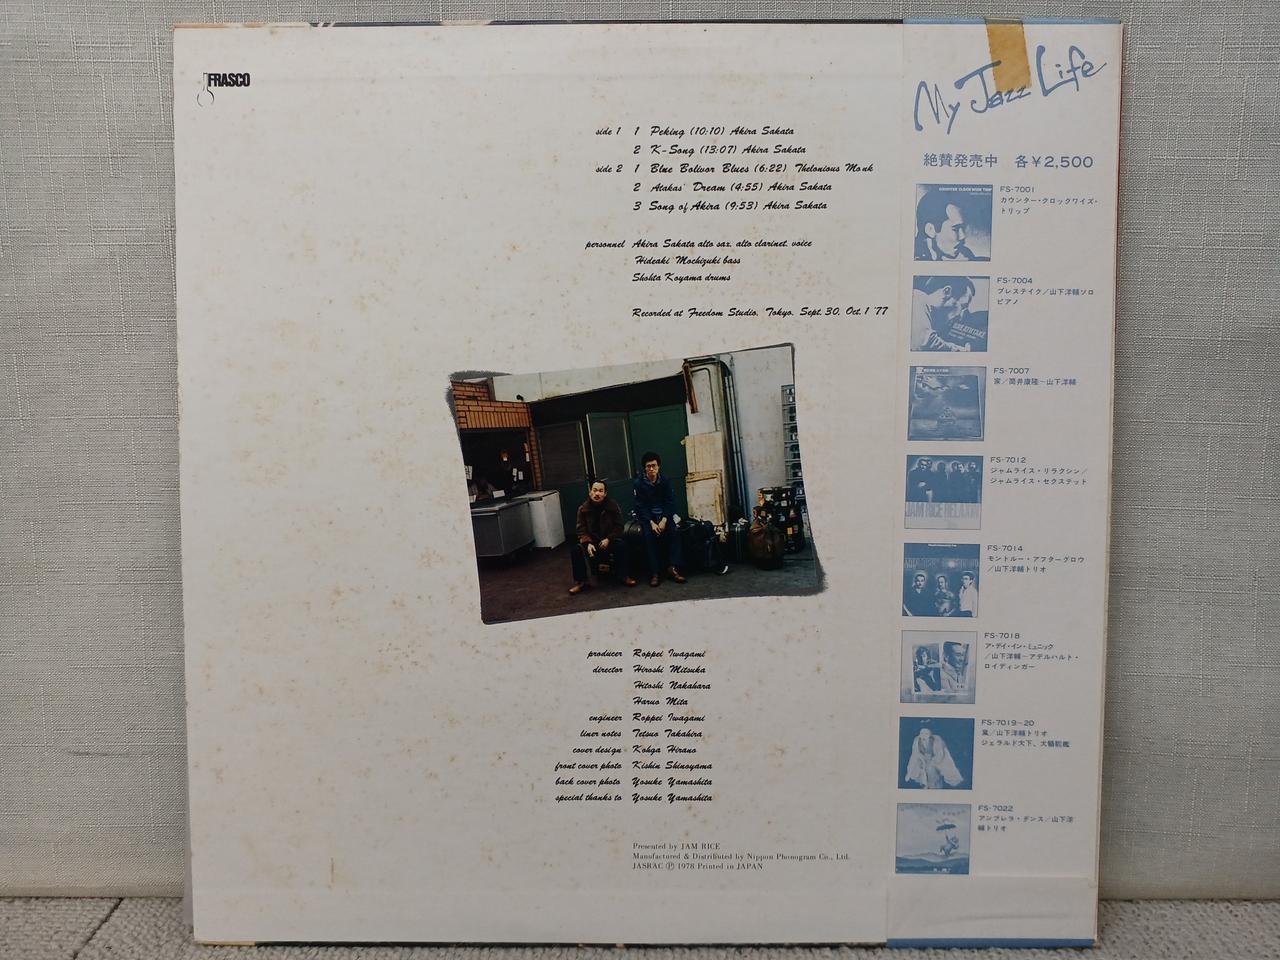 FRASCO
side 1 1 Peking (10:10) Akira Sakata
2 K-Song (13:07) Akira Sakata
side 2 1 Blne Bolivor Blues (6:22) Thelonious Monk
2 Atakas' Dream (4:55) Akira Sakata
3 Song of Akira (9:53) Akira Sakata
personnel Akira Sakata alto sax, alto clarinet, voice
Hideaki Mochizuki bass
Shohta Koyama drums
Recorded at Freedom Studio, Tokyo, Sept. 30, Oct. 1 '77
producer Roppei Iwagami
director Hiroshi Mitsuka
Hitoshi Nakahara
Haruo Mita
engineer Roppei Iwagami
liner notes Tetsuo Takahira
cover design Kohga Hirano
front cover photo Kishin Shinoyama
back cover photo Yosuke Yamashita
special thanks to Yosuke Yamashita
Presented by JAM RICE
Manufactured & Distributed by Nippon Phonogram Co., Ltd.
JASRAC Ⓟ 1978 Printed in JAPAN
My Jazz Life
絶賛発売中 各¥2,500
FS-7001
カウンター・クロックワイズ・
トリップ
FS-7004
ブレステイク/山下洋輔ソロ
ピアノ
BREATHTAKE
FS-7007
家/筒井康隆〜山下洋輔
FS-7012
ジャムライス・リラクシン/
ジャムライス・セクステット
JAM RICE RELAXIN'
FS-7014
モントルー・アフターグロウ
/山下洋輔トリオ
FS-7018
ア・デイ・イン・ミュニック
/山下洋輔〜アデルハルト・
ロイディンガー
FS-7019〜20
嵐/山下洋輔トリオ
ジェラルド大下、大駱駝艦
FS-7022
アンブレラ・ダンス/山下洋
輔トリオ